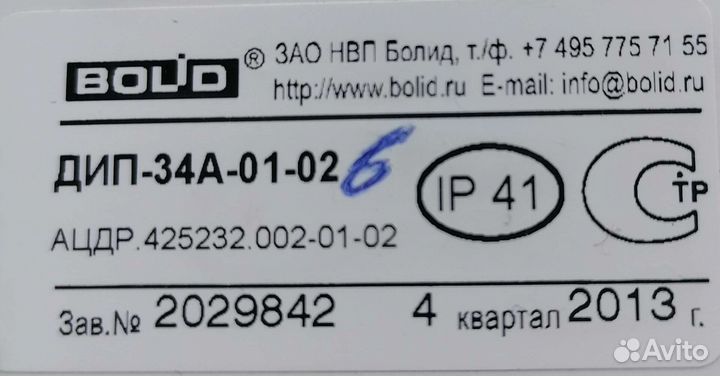 BOLID ® ЗАО НВП Болид, т./ф. +7 495 775 71 55
http://www.bolid.ru E-mail: info@bolid.ru
ДИП-34А-01-02 б IP 41 ТР
АЦДР.425232.002-01-02
Зав.№ 2029842 4 квартал 2013 г.
Avito